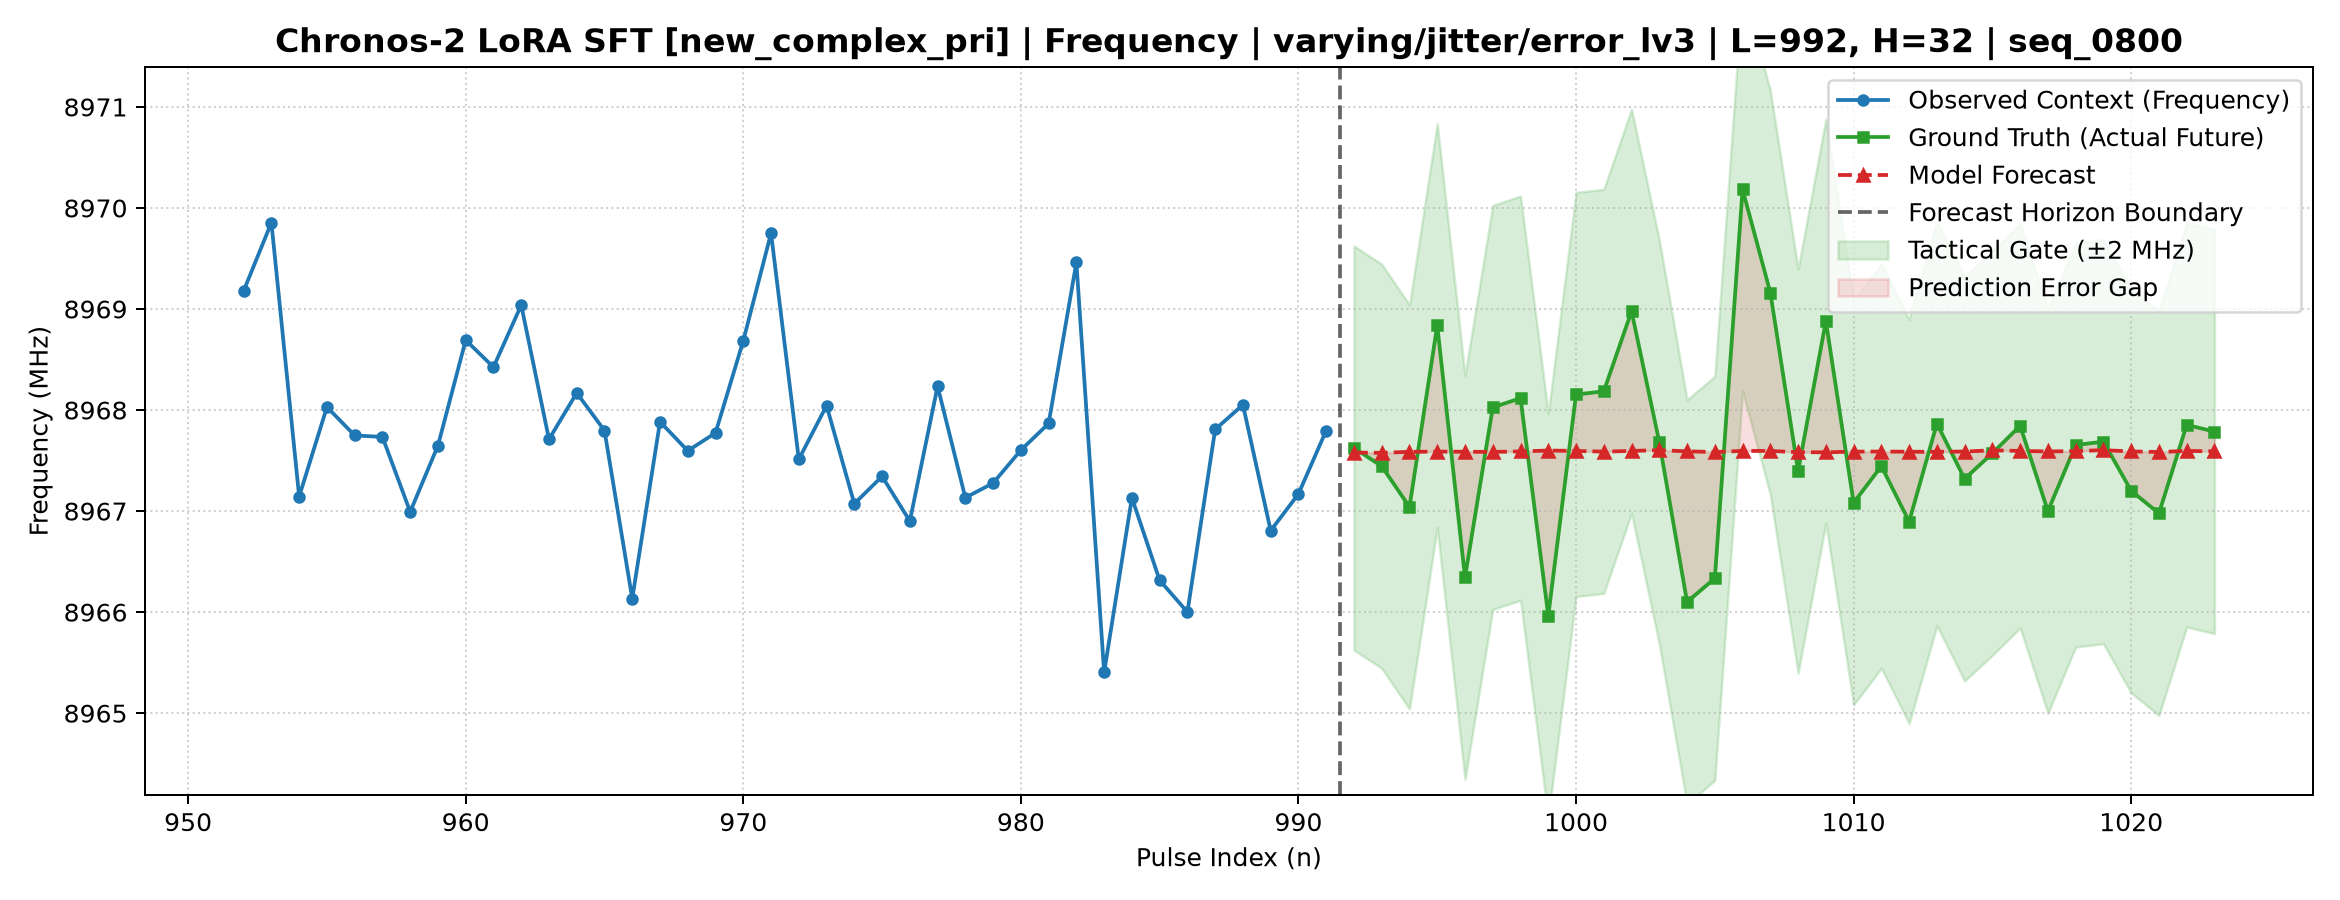 Chronos-2 LoRA SFT [new_complex_pri] | Frequency | varying/jitter/error_lv3 | L=992, H=32 | seq_0800
Frequency (MHz)
8971
8970
8969
8968
8967
8966
8965
Observed Context (Frequency)
Ground Truth (Actual Future)
Model Forecast
Forecast Horizon Boundary
Tactical Gate (±2 MHz)
Prediction Error Gap
950 960 970 980 990 1000 1010 1020
Pulse Index (n)